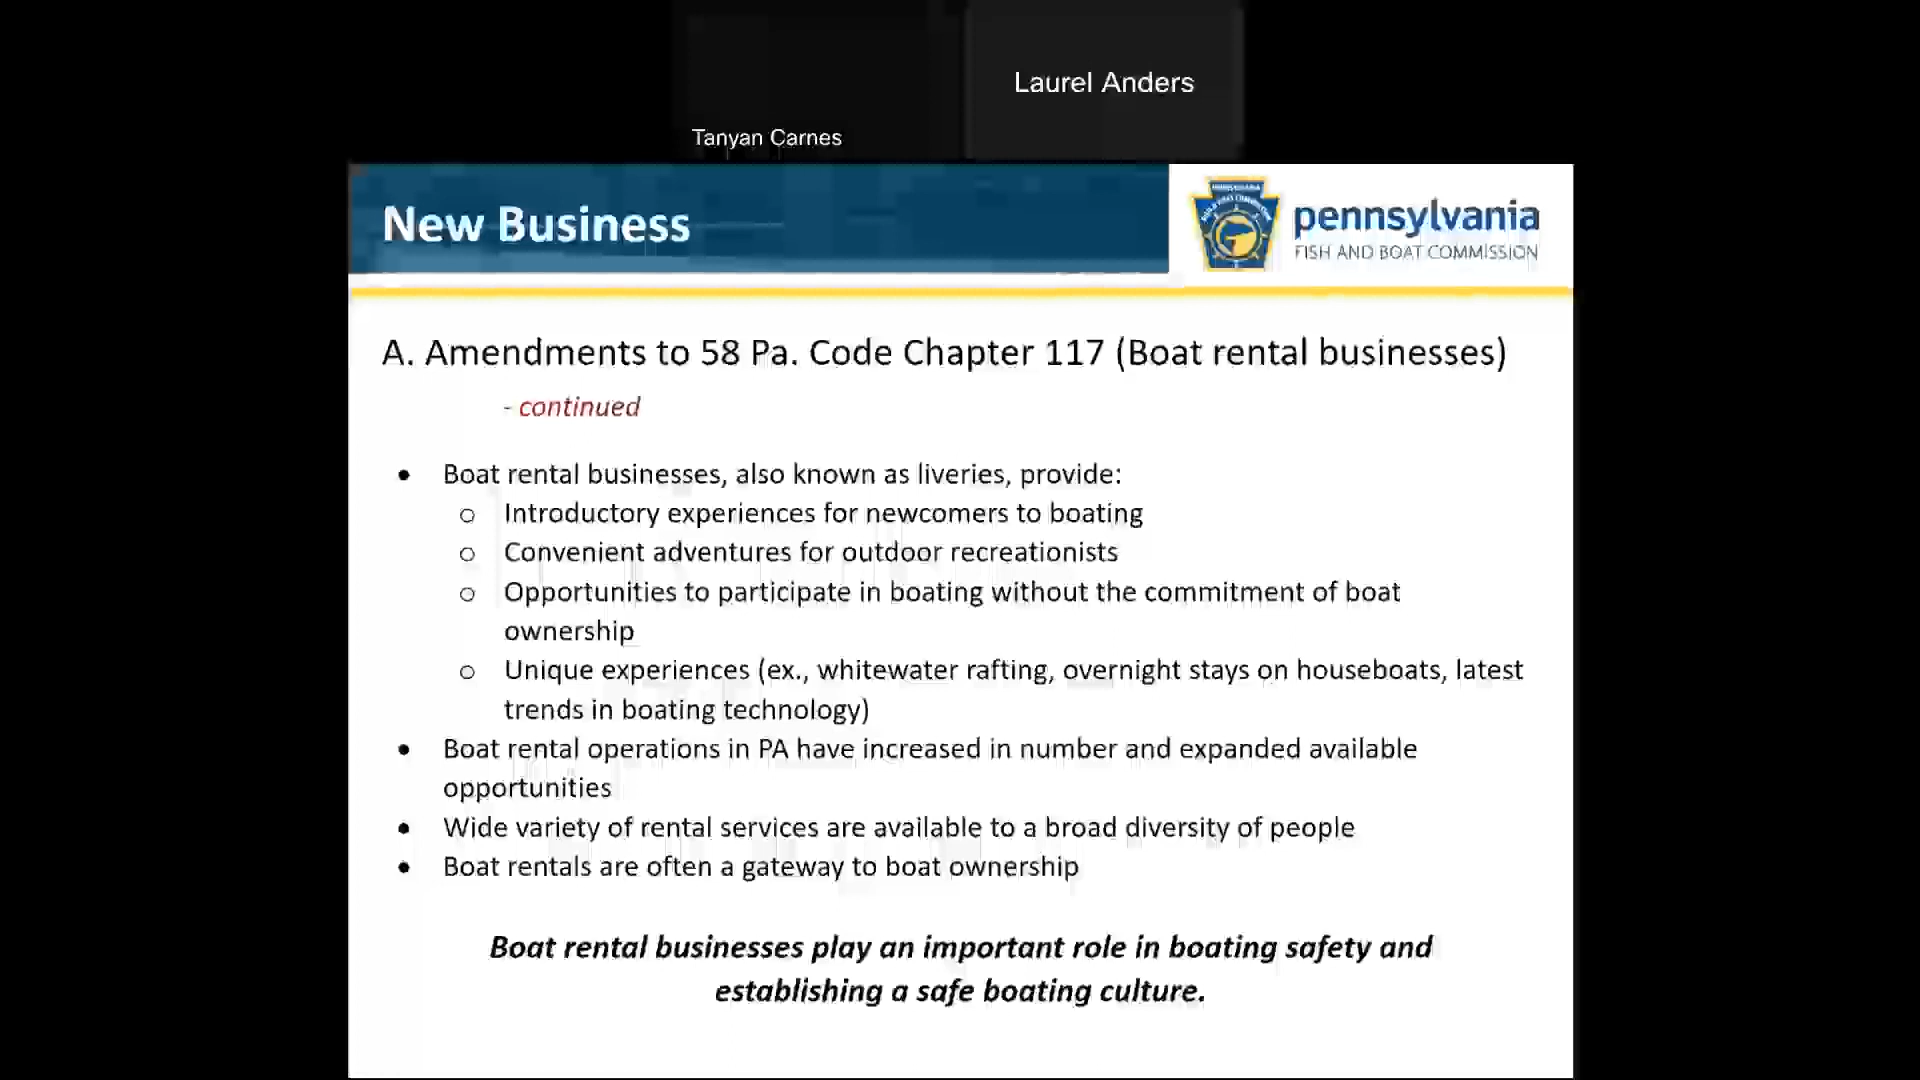 Laurel Anders
Tanyan Carnes
New Business
pennsylvania
FISH AND BOAT COMMISSION
A. Amendments to 58 Pa. Code Chapter 117 (Boat rental businesses)
- continued
• Boat rental businesses, also known as liveries, provide:
o Introductory experiences for newcomers to boating
o Convenient adventures for outdoor recreationists
o Opportunities to participate in boating without the commitment of boat
ownership
o Unique experiences (ex., whitewater rafting, overnight stays on houseboats, latest
trends in boating technology)
• Boat rental operations in PA have increased in number and expanded available
opportunities
• Wide variety of rental services are available to a broad diversity of people
• Boat rentals are often a gateway to boat ownership
Boat rental businesses play an important role in boating safety and
establishing a safe boating culture.